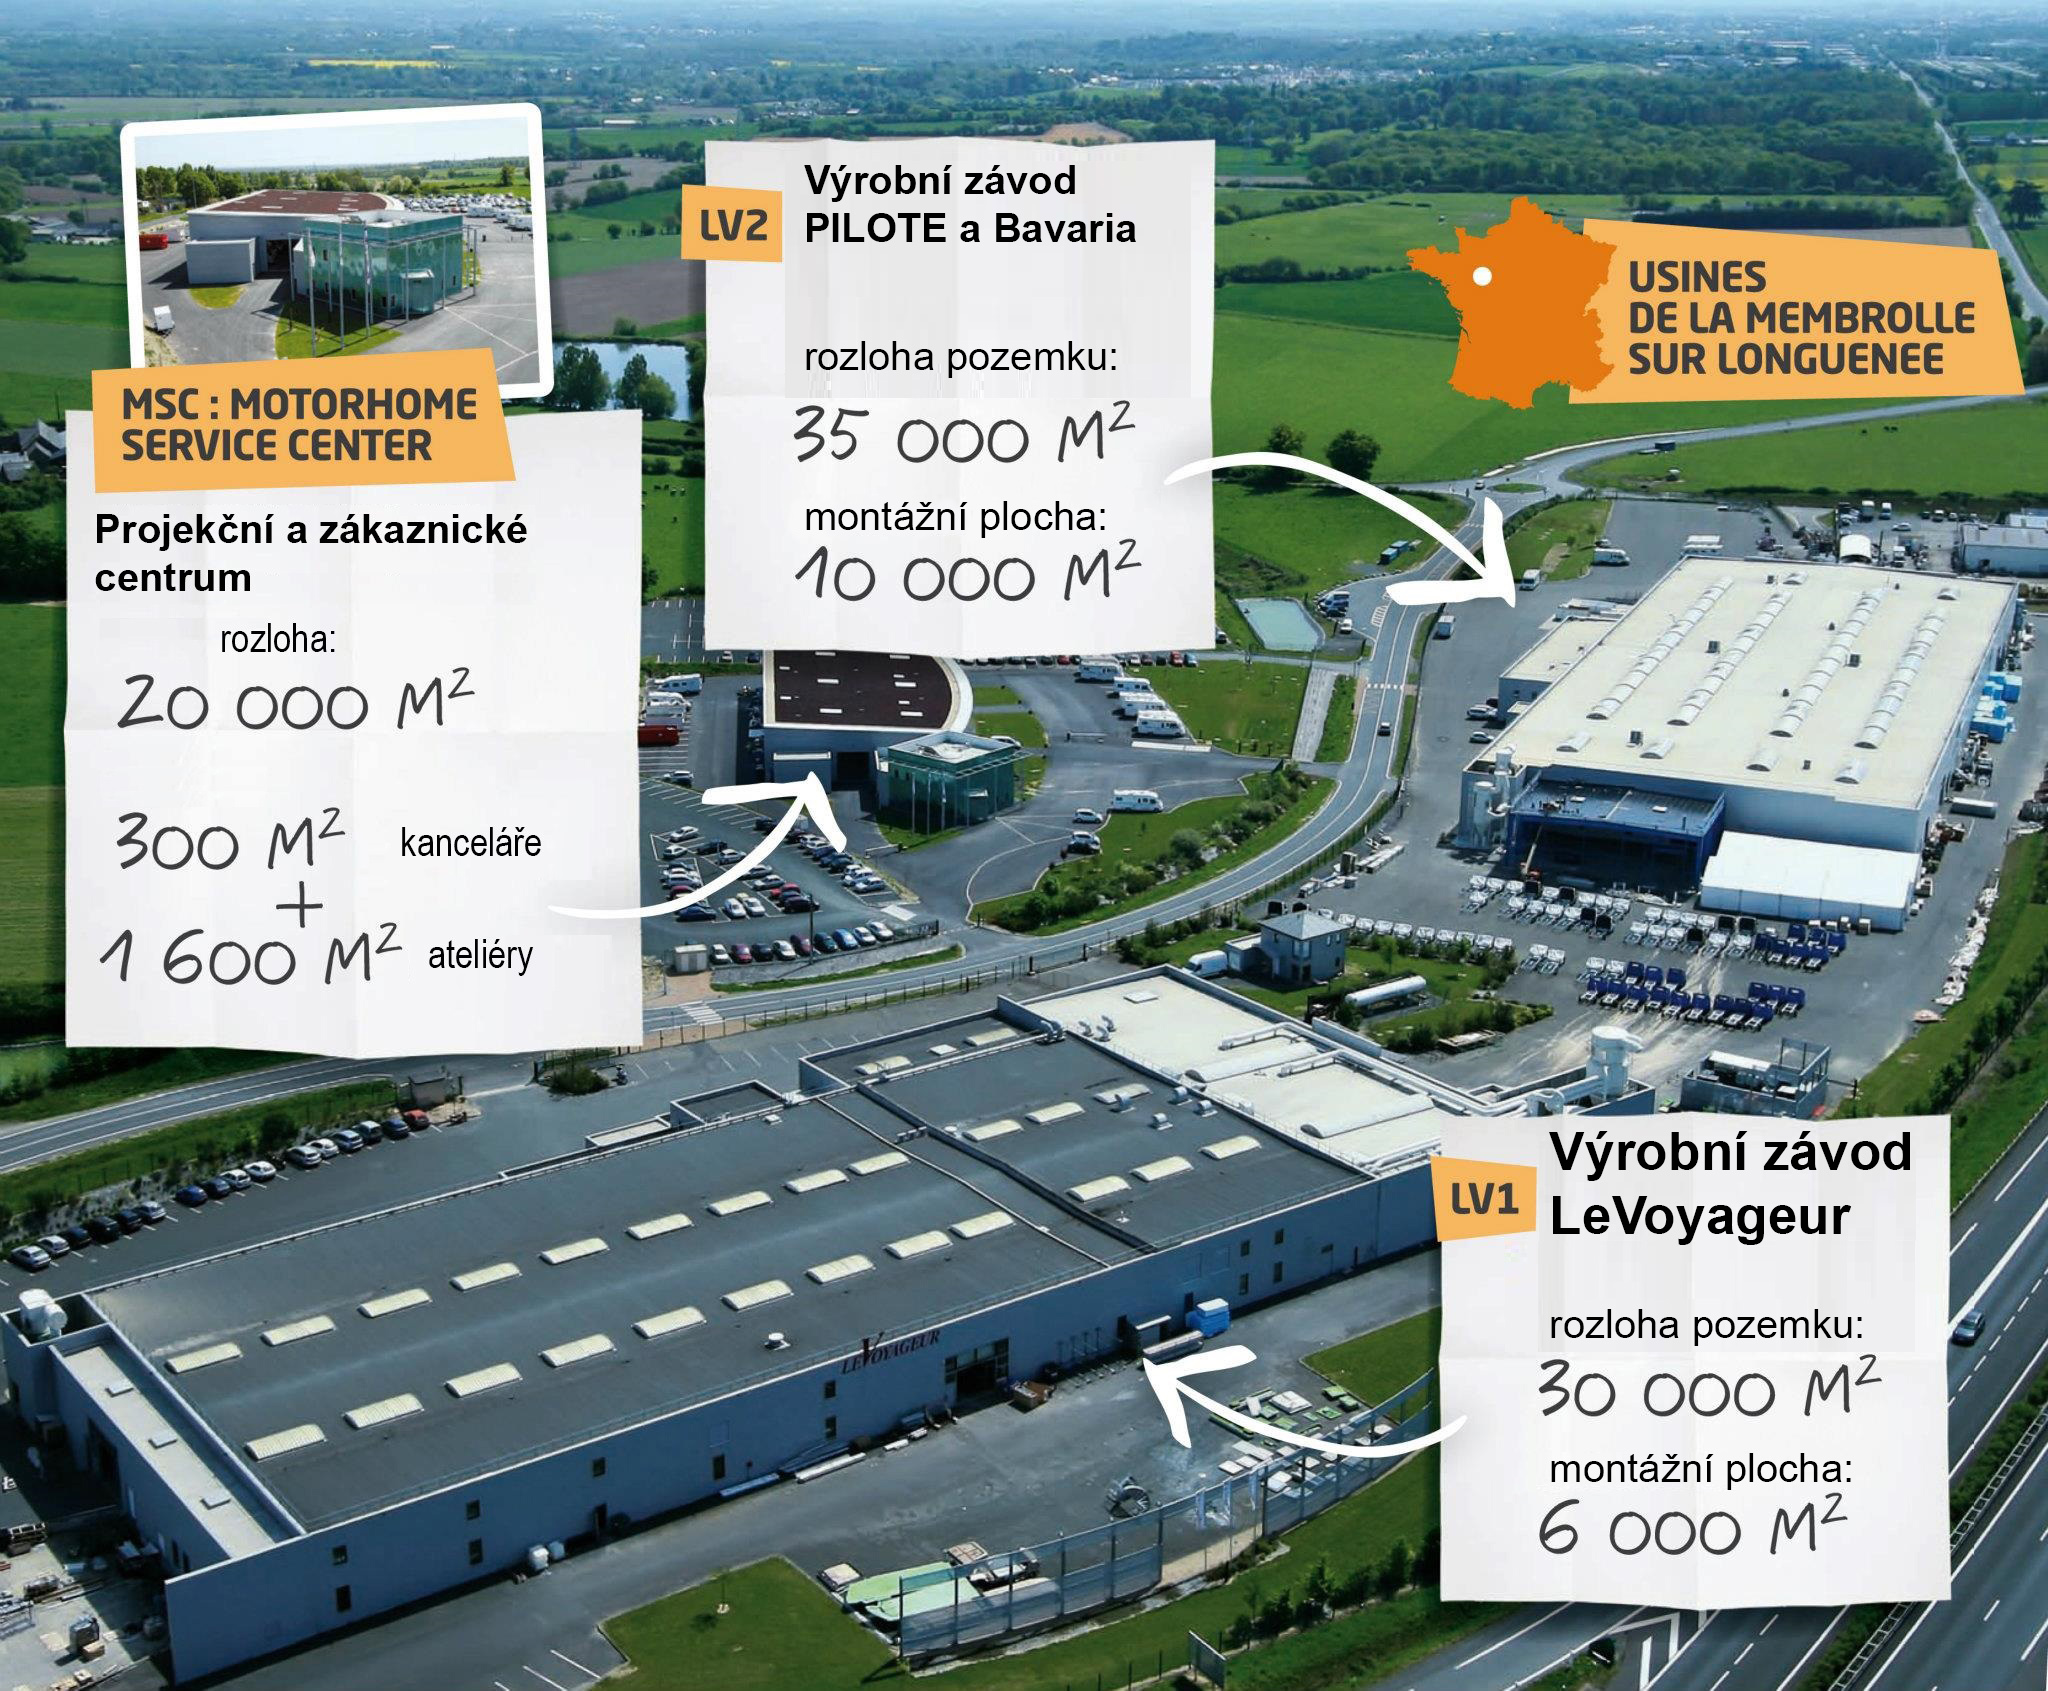 MSC : MOTORHOME
SERVICE CENTER
Projekční a zákaznické
centrum
rozloha:
20 000 M²
300 M² kanceláře
+
1 600 M² ateliéry
LV2
Výrobní závod
PILOTE a Bavaria
rozloha pozemku:
35 000 M²
montážní plocha:
10 000 M²
USINES
DE LA MEMBROLLE
SUR LONGUENEE
LEVOYAGEUR
LV1
Výrobní závod
LeVoyageur
rozloha pozemku:
30 000 M²
montážní plocha:
6 000 M²